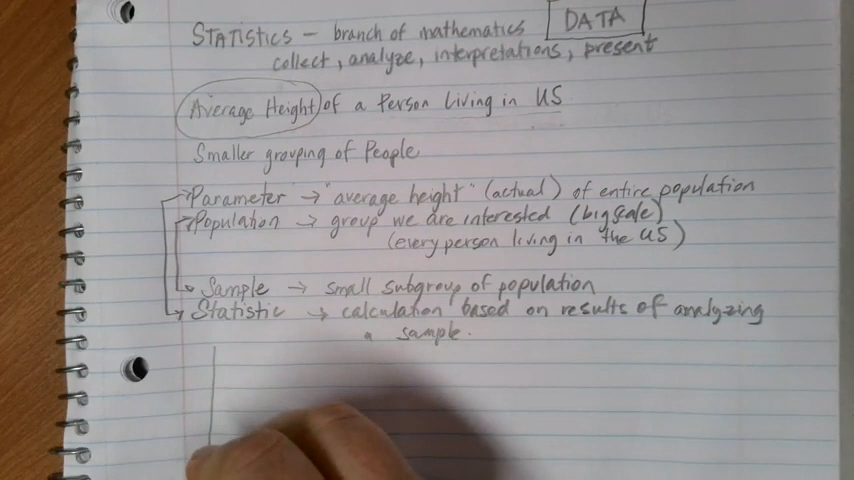 STATISTICS – branch of mathematics DATA
collect, analyze, interpretations, present
Average Height of a Person Living in US
Smaller grouping of People
Parameter → "average height" (actual) of entire population
Population → group we are interested (big scale)
(every person living in the US)
Sample → small subgroup of population
Statistic → calculation based on results of analyzing
a sample.